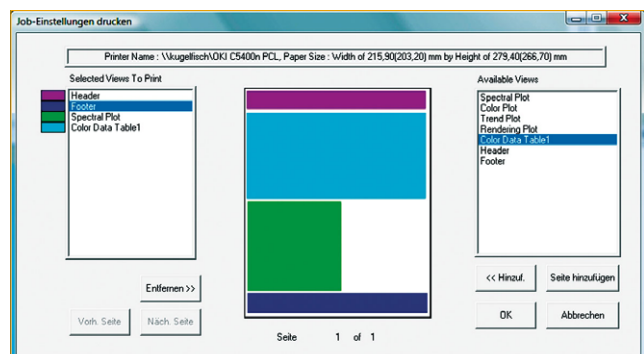 Job-Einstellungen drucken
Printer Name : \\kugelfisch\OKI C5400n PCL, Paper Size : Width of 215,90(203,20) mm by Height of 279,40(266,70) mm
Selected Views To Print
Header
Footer
Spectral Plot
Color Data Table1
Available Views
Spectral Plot
Color Plot
Trend Plot
Rendering Plot
Color Data Table1
Header
Footer
Entfernen >>
<< Hinzuf.
Seite hinzufügen
Vorh. Seite
Näch. Seite
OK
Abbrechen
Seite 1 of 1